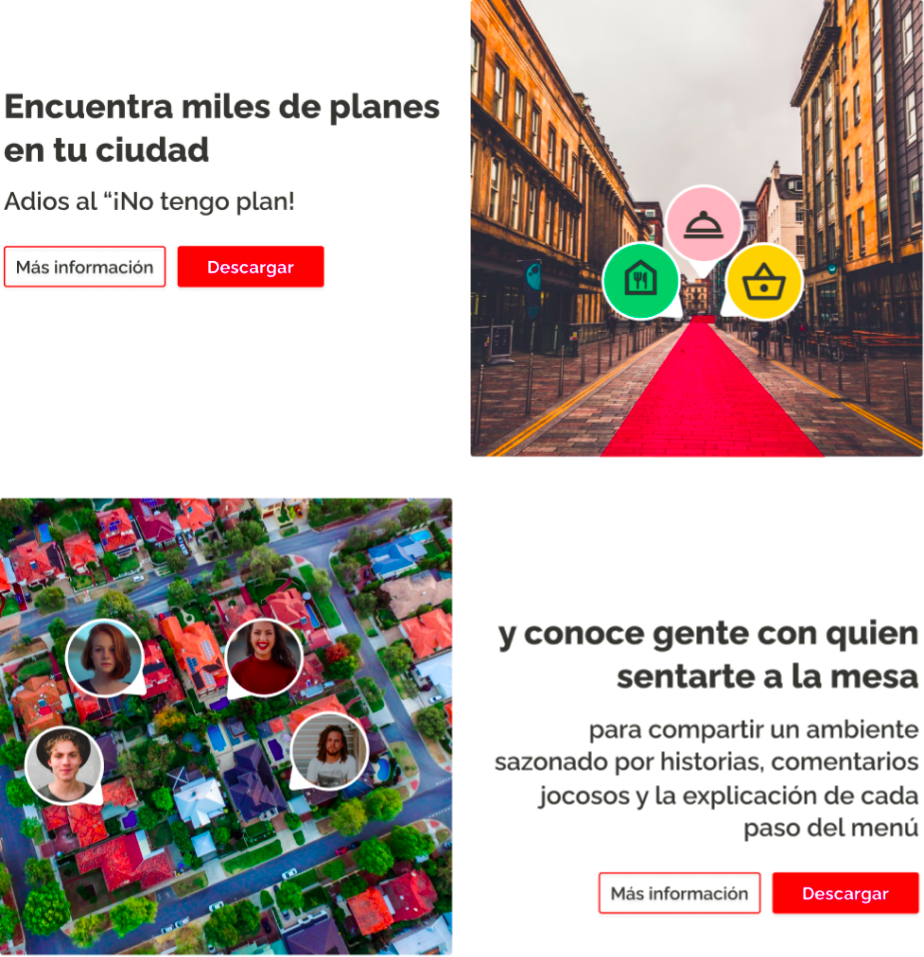 Encuentra miles de planes
en tu ciudad
Adios al “¡No tengo plan!
Más información
Descargar
y conoce gente con quien
sentarte a la mesa
para compartir un ambiente
sazonado por historias, comentarios
jocosos y la explicación de cada
paso del menú
Más información
Descargar